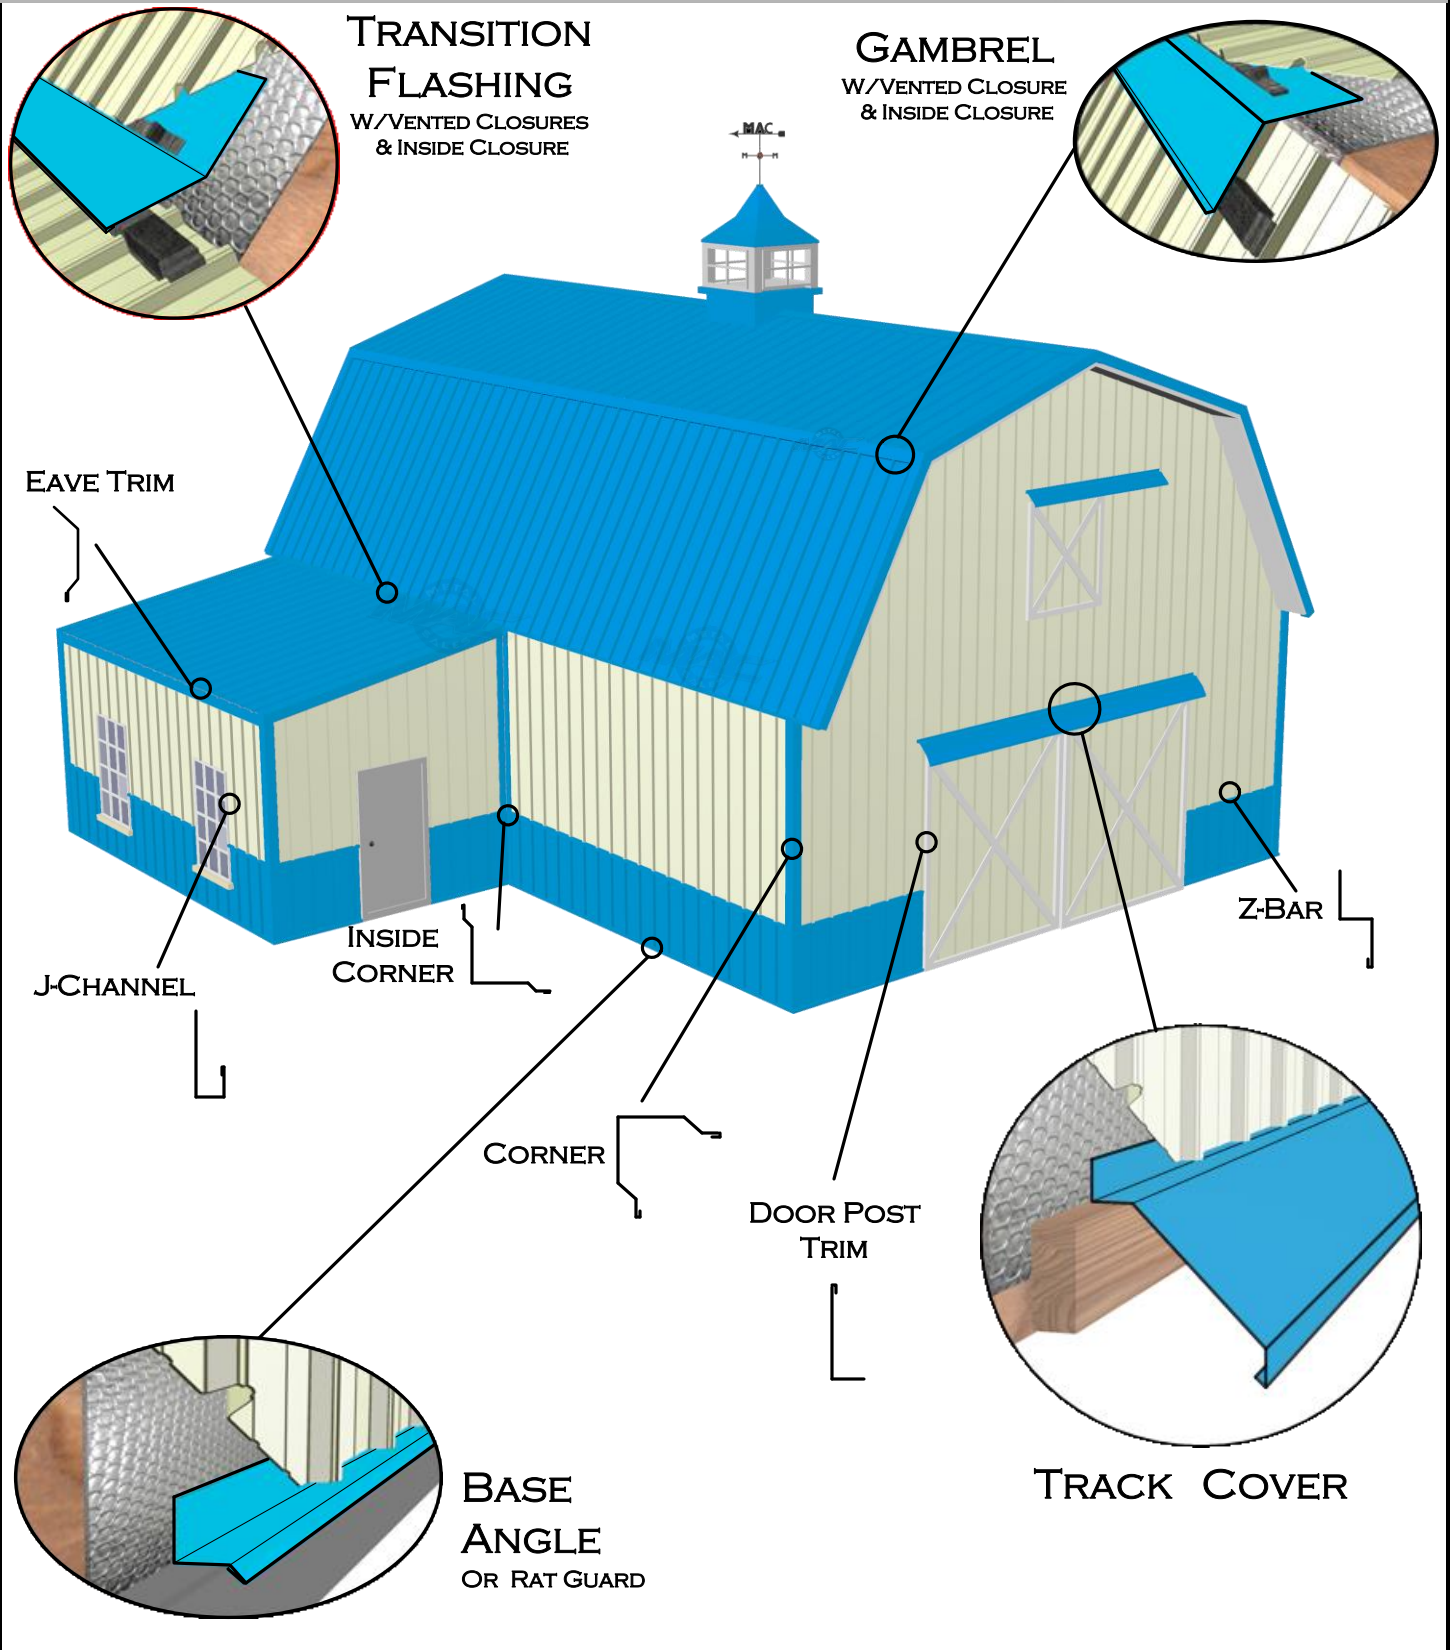 TRANSITION
FLASHING
W/VENTED CLOSURES
& INSIDE CLOSURE
GAMBREL
W/VENTED CLOSURE
& INSIDE CLOSURE
MAC
EAVE TRIM
Z-BAR
INSIDE
CORNER
J-CHANNEL
CORNER
DOOR POST
TRIM
TRACK COVER
BASE
ANGLE
OR RAT GUARD